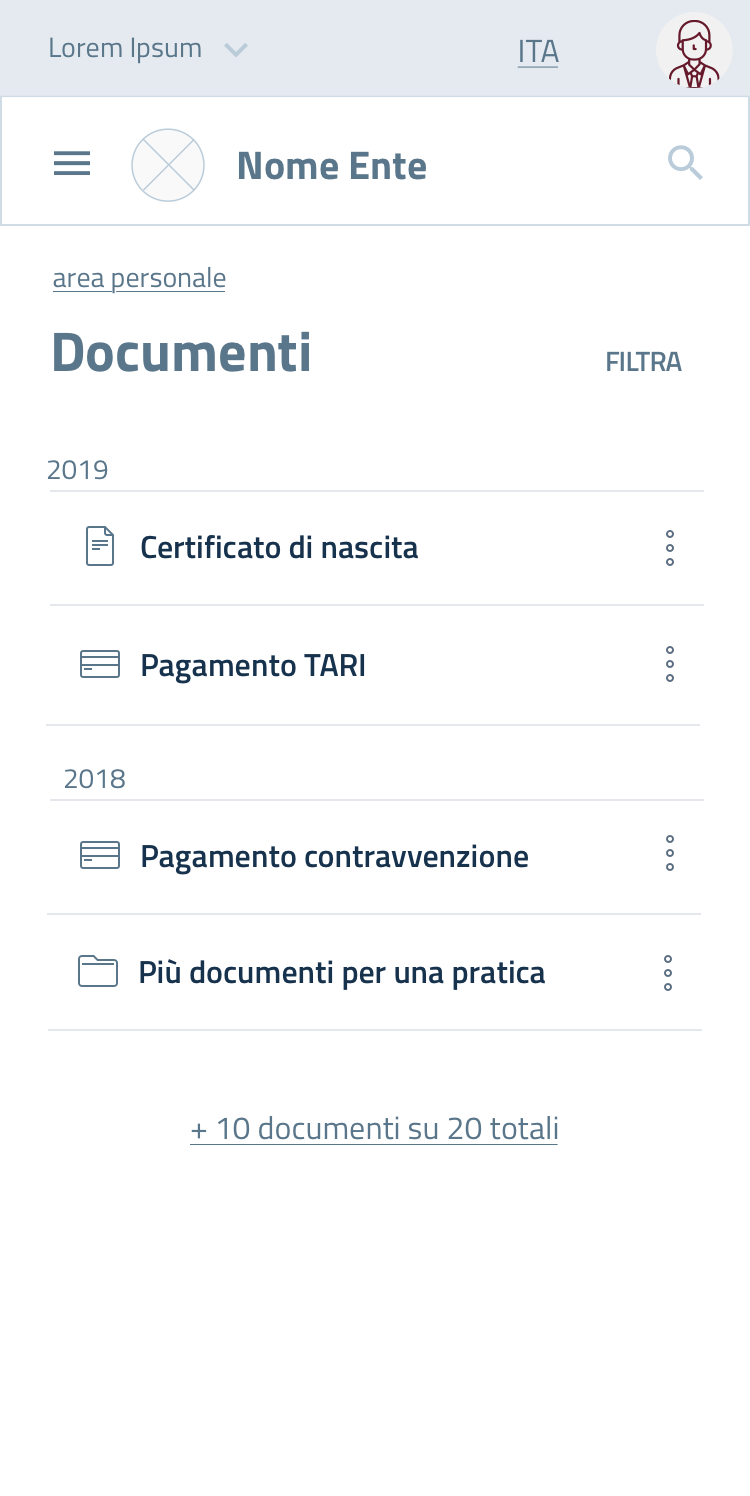 Lorem Ipsum
ITA
Nome Ente
area personale
Documenti
FILTRA
2019
Certificato di nascita
Pagamento TARI
2018
Pagamento contravvenzione
Più documenti per una pratica
+ 10 documenti su 20 totali